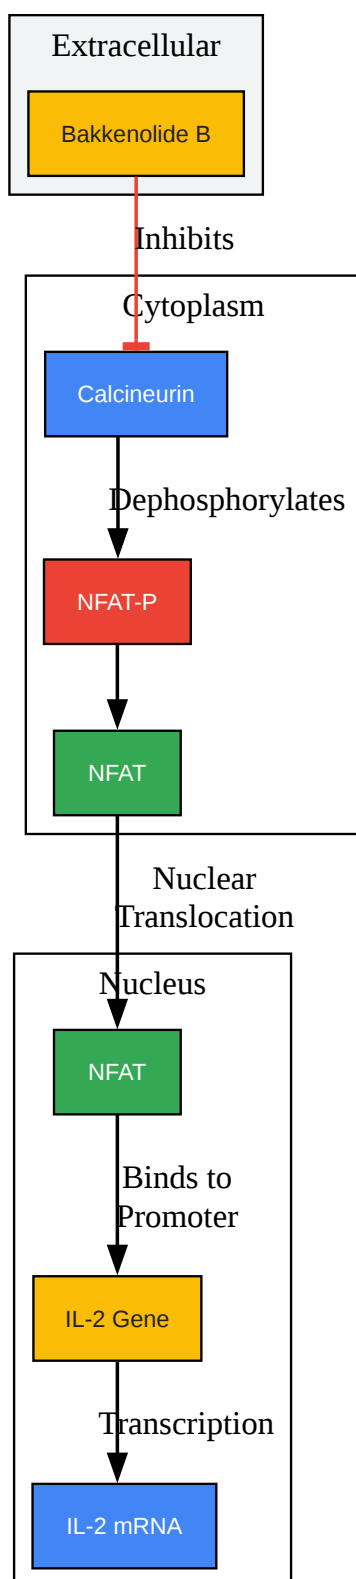 Extracellular
Bakkenolide B
Inhibits
Cytoplasm
Calcineurin
Dephosphorylates
NFAT-P
NFAT
Nuclear
Translocation
Nucleus
NFAT
Binds to
Promoter
IL-2 Gene
Transcription
IL-2 mRNA